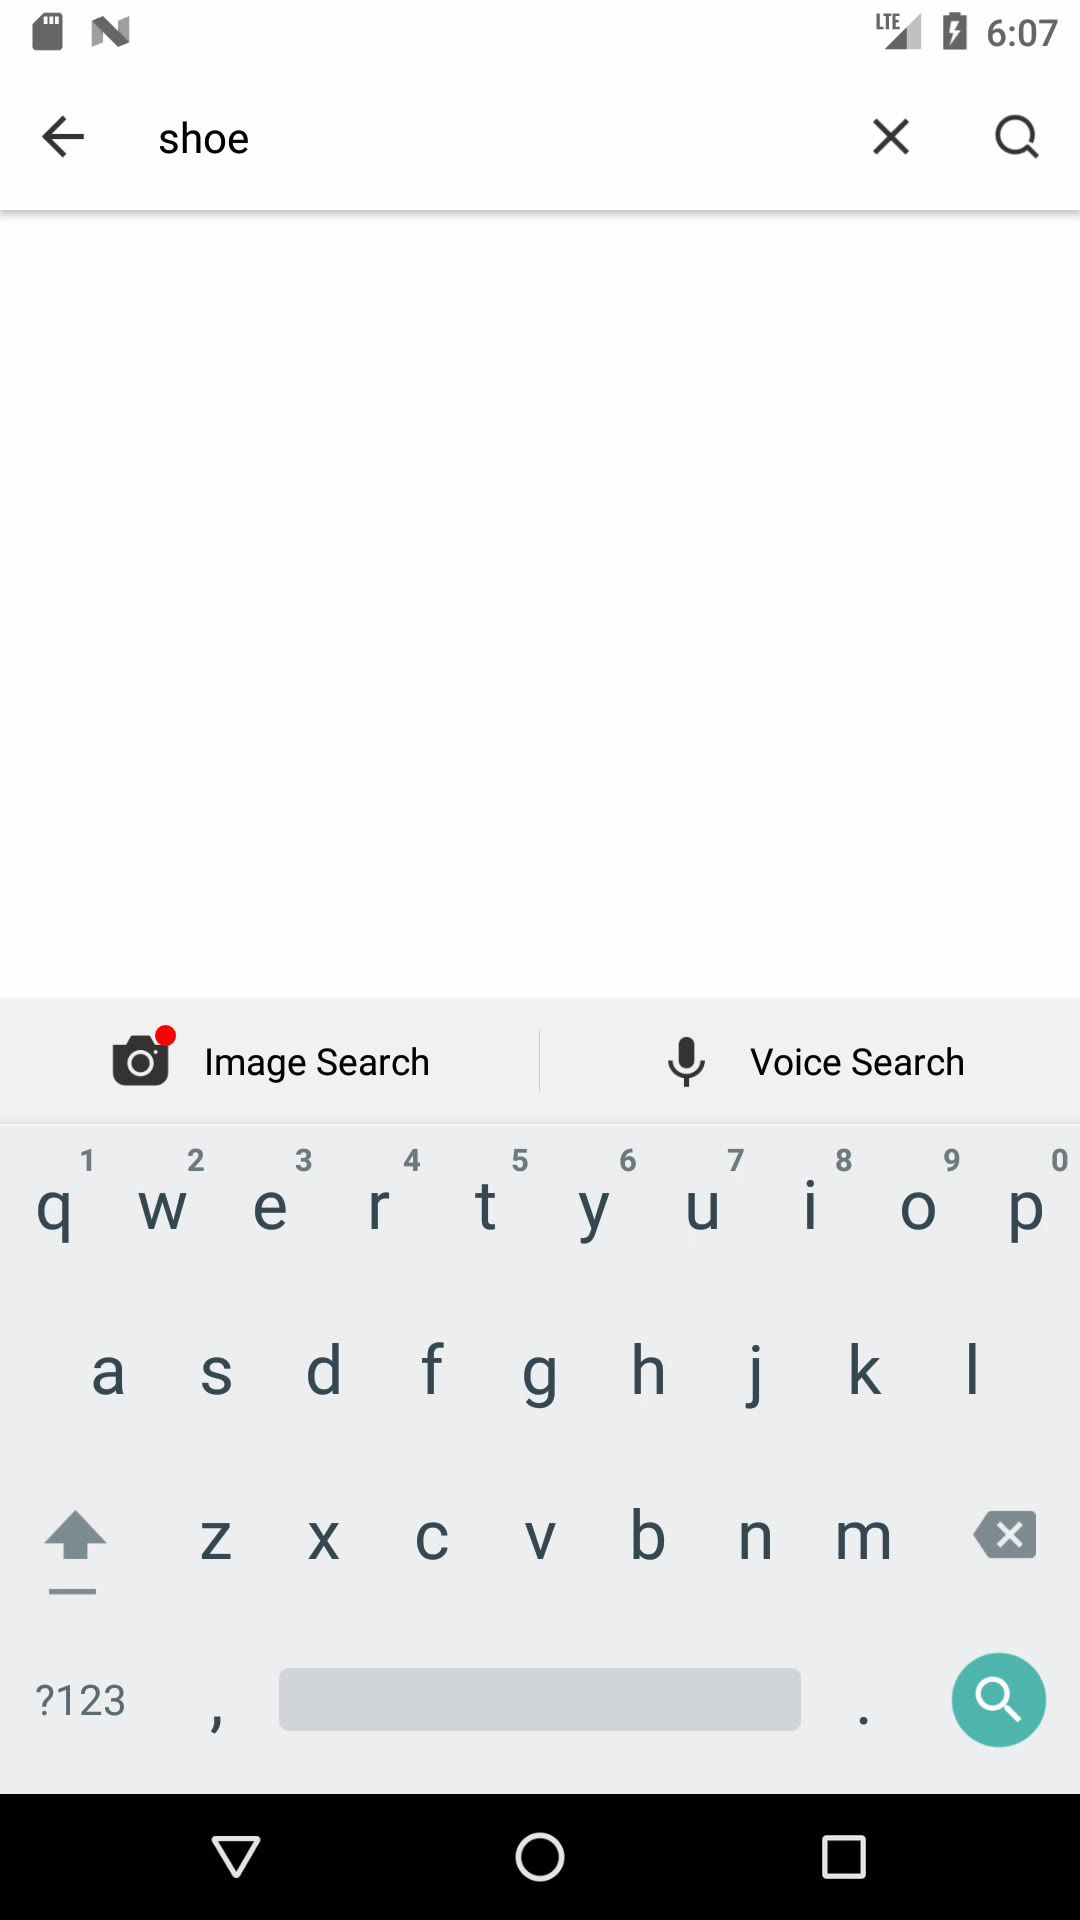 LTE 6:07
shoe
Image Search Voice Search
1 2 3 4 5 6 7 8 9 0
q w e r t y u i o p
a s d f g h j k l
z x c v b n m
?123 , .